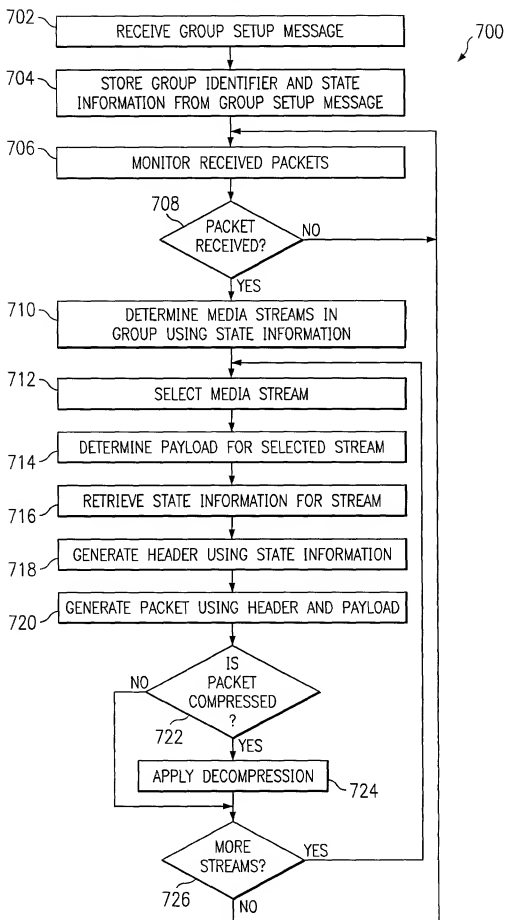 702
RECEIVE GROUP SETUP MESSAGE
700
704
STORE GROUP IDENTIFIER AND STATE
INFORMATION FROM GROUP SETUP MESSAGE
706
MONITOR RECEIVED PACKETS
708
PACKET
RECEIVED?
NO
YES
710
DETERMINE MEDIA STREAMS IN
GROUP USING STATE INFORMATION
712
SELECT MEDIA STREAM
714
DETERMINE PAYLOAD FOR SELECTED STREAM
716
RETRIEVE STATE INFORMATION FOR STREAM
718
GENERATE HEADER USING STATE INFORMATION
720
GENERATE PACKET USING HEADER AND PAYLOAD
NO
IS
PACKET
COMPRESSED
?
722
YES
APPLY DECOMPRESSION
724
MORE
STREAMS?
YES
726
NO